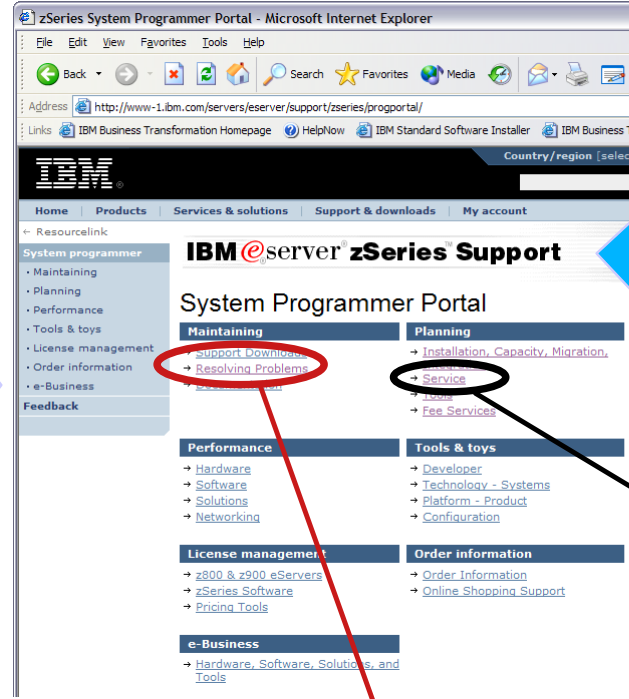 zSeries System Programmer Portal - Microsoft Internet Explorer
File Edit View Favorites Tools Help
Back Search Favorites Media
Address http://www-1.ibm.com/servers/eserver/support/zseries/progportal/
Links IBM Business Transformation Homepage HelpNow IBM Standard Software Installer IBM Business
Country/region [selec
IBM®
Home Products Services & solutions Support & downloads My account
← Resourcelink
System programmer
· Maintaining
· Planning
· Performance
· Tools & toys
· License management
· Order information
· e-Business
Feedback
IBM @server® zSeries™ Support
System Programmer Portal
Maintaining
→ Support Downloads
→ Resolving Problems
→ Documentation
Planning
→ Installation, Capacity, Migration,
→ Service
→ Tools
→ Fee Services
Performance
→ Hardware
→ Software
→ Solutions
→ Networking
Tools & toys
→ Developer
→ Technology - Systems
→ Platform - Product
→ Configuration
License management
→ z800 & z900 eServers
→ zSeries Software
→ Pricing Tools
Order information
→ Order Information
→ Online Shopping Support
e-Business
→ Hardware, Software, Solutions, and
Tools